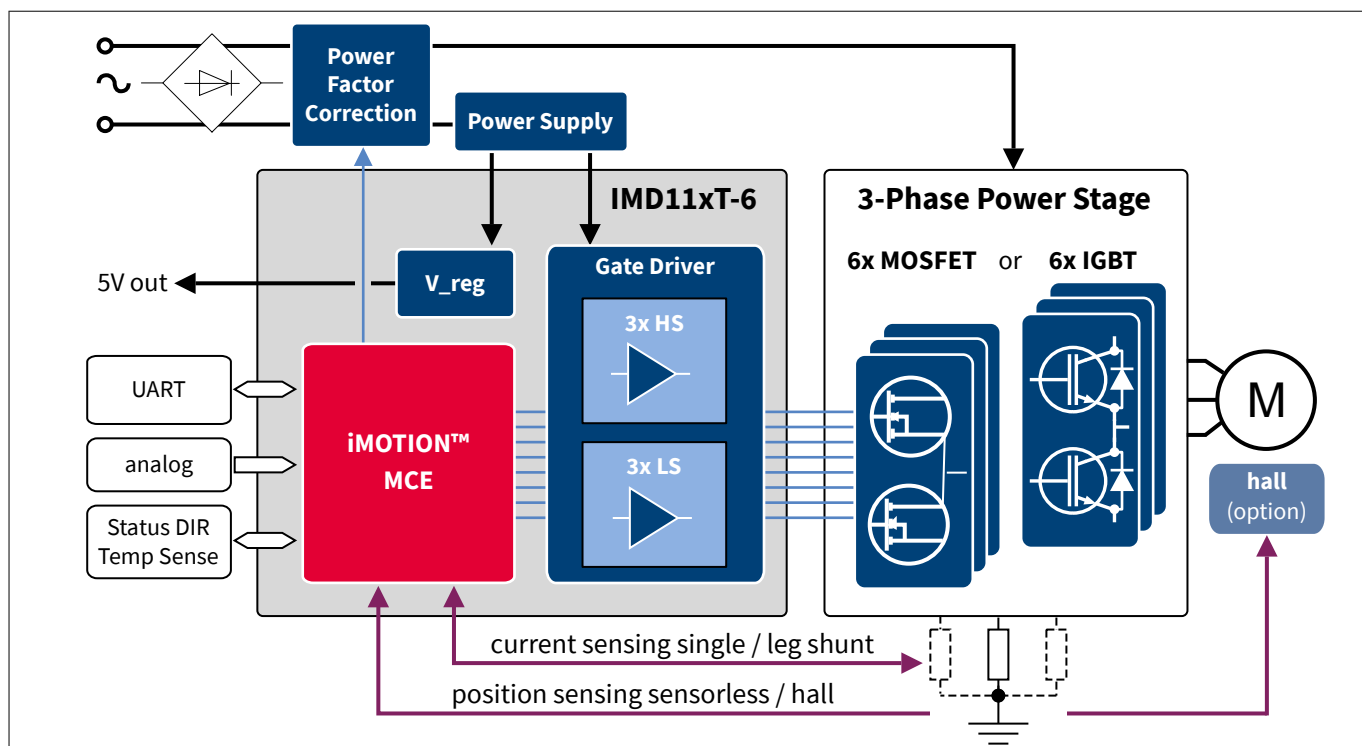 Power
Factor
Correction
Power Supply
IMD11xT-6
3-Phase Power Stage
6x MOSFET or 6x IGBT
5V out
V_reg
Gate Driver
3x HS
3x LS
UART
analog
Status DIR
Temp Sense
iMOTION™
MCE
M
hall
(option)
current sensing single / leg shunt
position sensing sensorless / hall